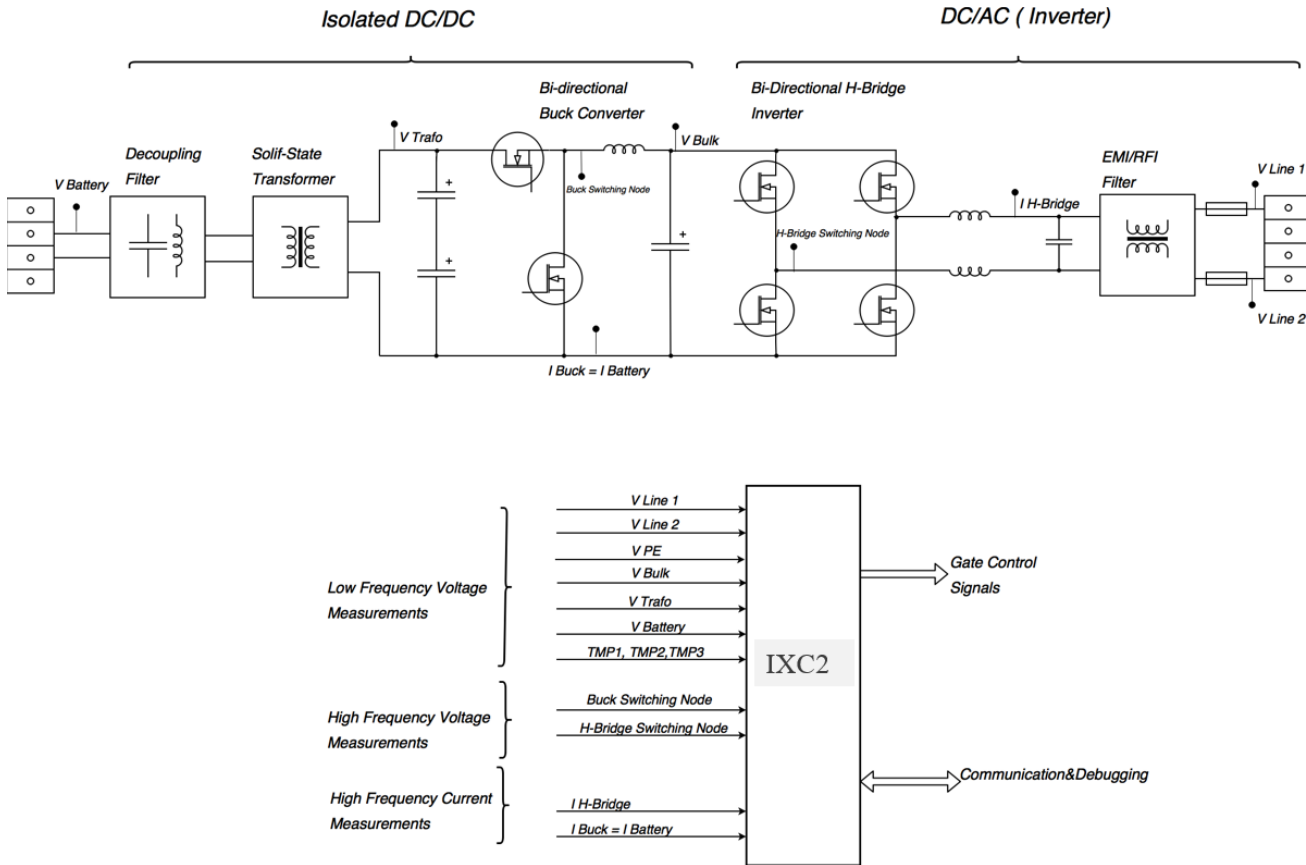 Isolated DC/DC
DC/AC ( Inverter)
Bi-directional
Buck Converter
Bi-Directional H-Bridge
Inverter
V Trafo
V Bulk
Decoupling
Filter
Solif-State
Transformer
EMI/RFI
Filter
V Line 1
V Battery
Buck Switching Node
I H-Bridge
H-Bridge Switching Node
V Line 2
I Buck = I Battery
+
+
+
V Line 1
V Line 2
V PE
V Bulk
V Trafo
V Battery
TMP1, TMP2,TMP3
Low Frequency Voltage
Measurements
Gate Control
Signals
IXC2
Buck Switching Node
H-Bridge Switching Node
High Frequency Voltage
Measurements
Communication&Debugging
High Frequency Current
Measurements
I H-Bridge
I Buck = I Battery